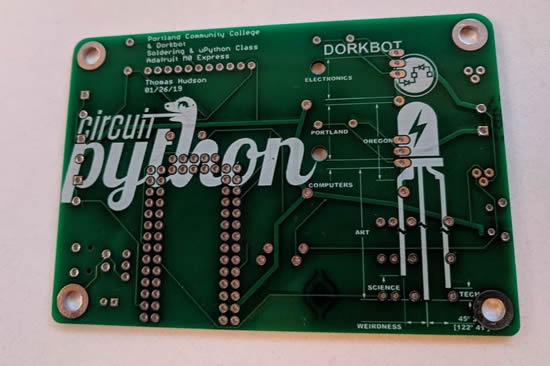 Portland Community College
& Dorkbot
Soldering & uPython Class
Adafruit M0 Express
Thomas Hudson
01/26/19
circuit
python
DORKBOT
ELECTRONICS
PORTLAND
OREGON
COMPUTERS
ART
SCIENCE
TECH
WEIRDNESS
45°
[122° 4